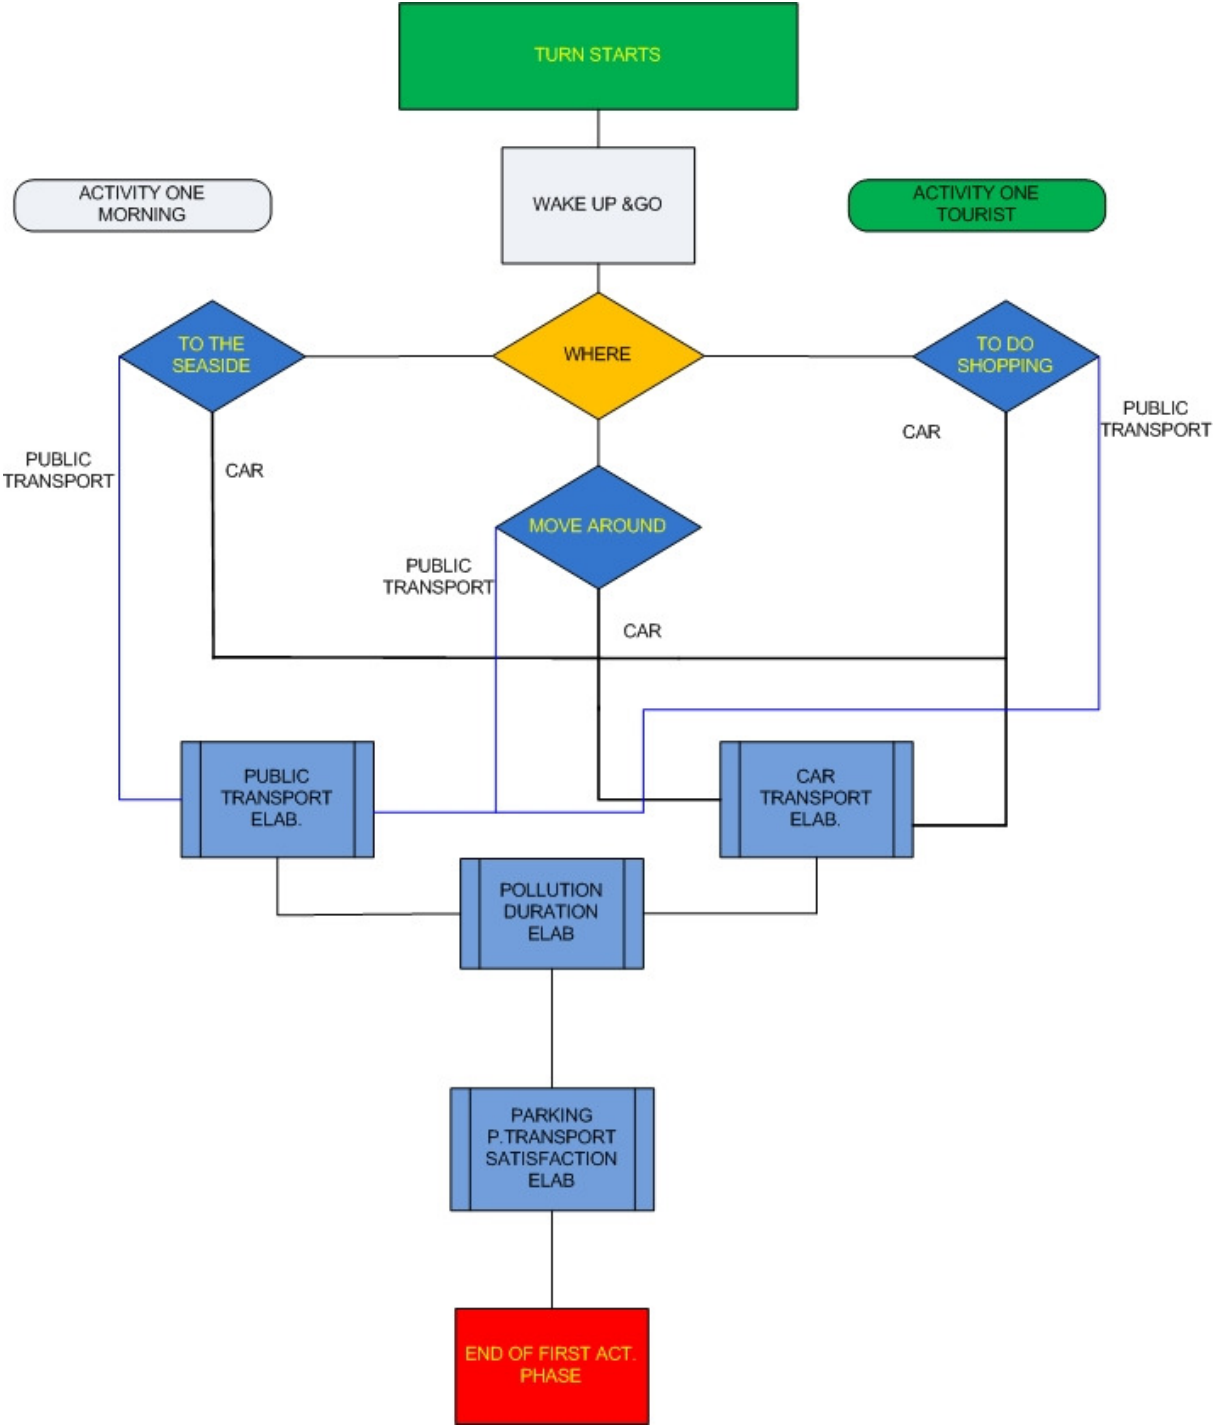 TURN STARTS
ACTIVITY ONE
MORNING
WAKE UP &GO
ACTIVITY ONE
TOURIST
TO THE
SEASIDE
WHERE
TO DO
SHOPPING
PUBLIC
TRANSPORT
CAR
PUBLIC
TRANSPORT
CAR
MOVE AROUND
PUBLIC
TRANSPORT
CAR
PUBLIC
TRANSPORT
ELAB.
CAR
TRANSPORT
ELAB.
POLLUTION
DURATION
ELAB
PARKING
P.TRANSPORT
SATISFACTION
ELAB
END OF FIRST ACT.
PHASE